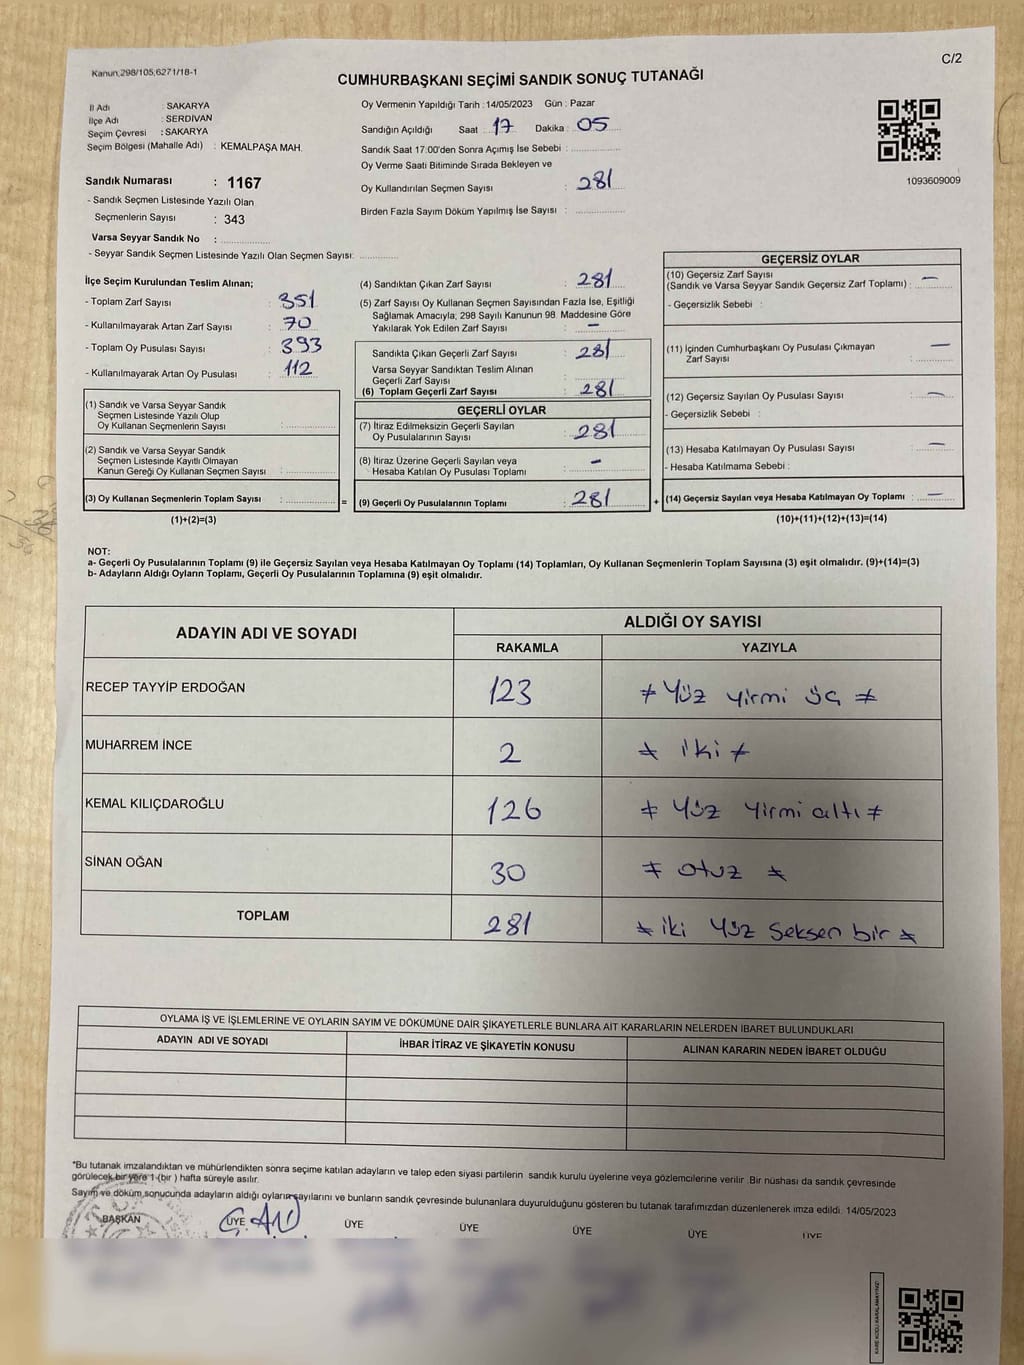 Kanun,298/105,6271/18-1
C/2
CUMHURBAŞKANI SEÇİMİ SANDIK SONUÇ TUTANAĞI
İl Adı : SAKARYA
İlçe Adı : SERDİVAN
Seçim Çevresi : SAKARYA
Seçim Bölgesi (Mahalle Adı) : KEMALPAŞA MAH.
Sandık Numarası : 1167
- Sandık Seçmen Listesinde Yazılı Olan
Seçmenlerin Sayısı : 343
Varsa Seyyar Sandık No :
- Seyyar Sandık Seçmen Listesinde Yazılı Olan Seçmen Sayısı:
Oy Vermenin Yapıldığı Tarih : 14/05/2023 Gün : Pazar
Sandığın Açıldığı Saat 17 Dakika : 05
Sandık Saat 17:00'den Sonra Açımış İse Sebebi :
Oy Verme Saati Bitiminde Sırada Bekleyen ve
Oy Kullandırılan Seçmen Sayısı : 281
Birden Fazla Sayım Döküm Yapılmış İse Sayısı :
1093609009
İlçe Seçim Kurulundan Teslim Alınan;
- Toplam Zarf Sayısı : 351
- Kullanılmayarak Artan Zarf Sayısı : 70
- Toplam Oy Pusulası Sayısı : 393
- Kullanılmayarak Artan Oy Pusulası : 112
(1) Sandık ve Varsa Seyyar Sandık
Seçmen Listesinde Yazılı Olup
Oy Kullanan Seçmenlerin Sayısı :
(2) Sandık ve Varsa Seyyar Sandık
Seçmen Listesinde Kayıtlı Olmayan
Kanun Gereği Oy Kullanan Seçmen Sayısı :
(3) Oy Kullanan Seçmenlerin Toplam Sayısı : =
(1)+(2)=(3)
(4) Sandıktan Çıkan Zarf Sayısı : 281
(5) Zarf Sayısı Oy Kullanan Seçmen Sayısından Fazla İse, Eşitliği
Sağlamak Amacıyla, 298 Sayılı Kanunun 98. Maddesine Göre
Yakılarak Yok Edilen Zarf Sayısı : –
Sandıkta Çıkan Geçerli Zarf Sayısı : 281
Varsa Seyyar Sandıktan Teslim Alınan
Geçerli Zarf Sayısı :
(6) Toplam Geçerli Zarf Sayısı : 281
GEÇERLİ OYLAR
(7) İtiraz Edilmeksizin Geçerli Sayılan
Oy Pusulalarının Sayısı : 281
(8) İtiraz Üzerine Geçerli Sayılan veya
Hesaba Katılan Oy Pusulası Toplamı : –
(9) Geçerli Oy Pusulalarının Toplamı : 281 +
GEÇERSİZ OYLAR
(10) Geçersiz Zarf Sayısı
(Sandık ve Varsa Seyyar Sandık Geçersiz Zarf Toplamı) : –
- Geçersizlik Sebebi :
(11) İçinden Cumhurbaşkanı Oy Pusulası Çıkmayan
Zarf Sayısı : –
(12) Geçersiz Sayılan Oy Pusulası Sayısı : –
- Geçersizlik Sebebi :
(13) Hesaba Katılmayan Oy Pusulası Sayısı : –
- Hesaba Katılmama Sebebi :
(14) Geçersiz Sayılan veya Hesaba Katılmayan Oy Toplamı : –
(10)+(11)+(12)+(13)=(14)
NOT:
a- Geçerli Oy Pusulalarının Toplamı (9) ile Geçersiz Sayılan veya Hesaba Katılmayan Oy Toplamı (14) Toplamları, Oy Kullanan Seçmenlerin Toplam Sayısına (3) eşit olmalıdır. (9)+(14)=(3)
b- Adayların Aldığı Oyların Toplamı, Geçerli Oy Pusulalarının Toplamına (9) eşit olmalıdır.
ADAYIN ADI VE SOYADI ALDIĞI OY SAYISI
RAKAMLA YAZIYLA
RECEP TAYYİP ERDOĞAN 123 ≠ Yüz yirmi üç ≠
MUHARREM İNCE 2 ≠ iki ≠
KEMAL KILIÇDAROĞLU 126 ≠ Yüz Yirmi altı ≠
SİNAN OĞAN 30 ≠ otuz ≠
TOPLAM 281 ≠ iki Yüz seksen bir ≠
OYLAMA İŞ VE İŞLEMLERİNE VE OYLARIN SAYIM VE DÖKÜMÜNE DAİR ŞİKAYETLERLE BUNLARA AİT KARARLARIN NELERDEN İBARET BULUNDUKLARI
ADAYIN ADI VE SOYADI İHBAR İTİRAZ VE ŞİKAYETİN KONUSU ALINAN KARARIN NEDEN İBARET OLDUĞU
*Bu tutanak imzalandıktan ve mühürlendikten sonra seçime katılan adayların ve talep eden siyasi partilerin sandık kurulu üyelerine veya gözlemcilerine verilir .Bir nüshası da sandık çevresinde
görülecek bir yere 1 (bir ) hafta süreyle asılır.
Sayım ve döküm sonucunda adayların aldığı oyların sayılarını ve bunların sandık çevresinde bulunanlara duyurulduğunu gösteren bu tutanak tarafımızdan düzenlenerek imza edildi. 14/05/2023
BAŞKAN ÜYE ÜYE ÜYE ÜYE ÜYE ÜYE
KARE KODU KARALAMAYINIZ!